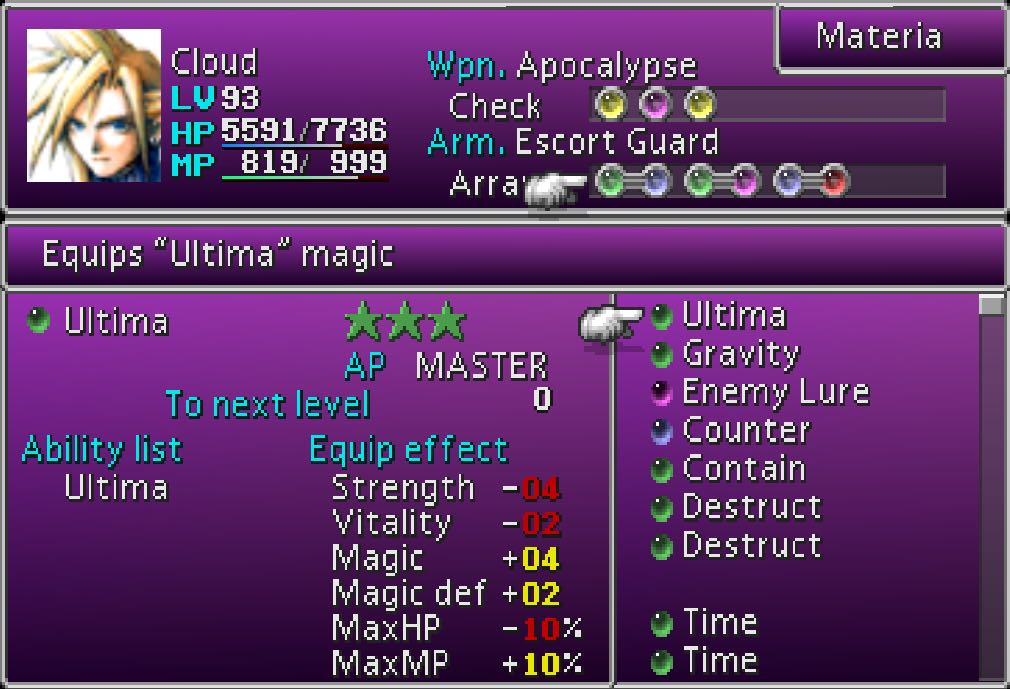 Materia
Cloud
LV 93
HP 5591/7736
MP 819/ 999
Wpn. Apocalypse
Check
Arm. Escort Guard
Arra
Equips “Ultima” magic
Ultima
AP MASTER
To next level 0
Ability list
Ultima
Equip effect
Strength -04
Vitality -02
Magic +04
Magic def +02
MaxHP -10%
MaxMP +10%
Ultima
Gravity
Enemy Lure
Counter
Contain
Destruct
Destruct
Time
Time